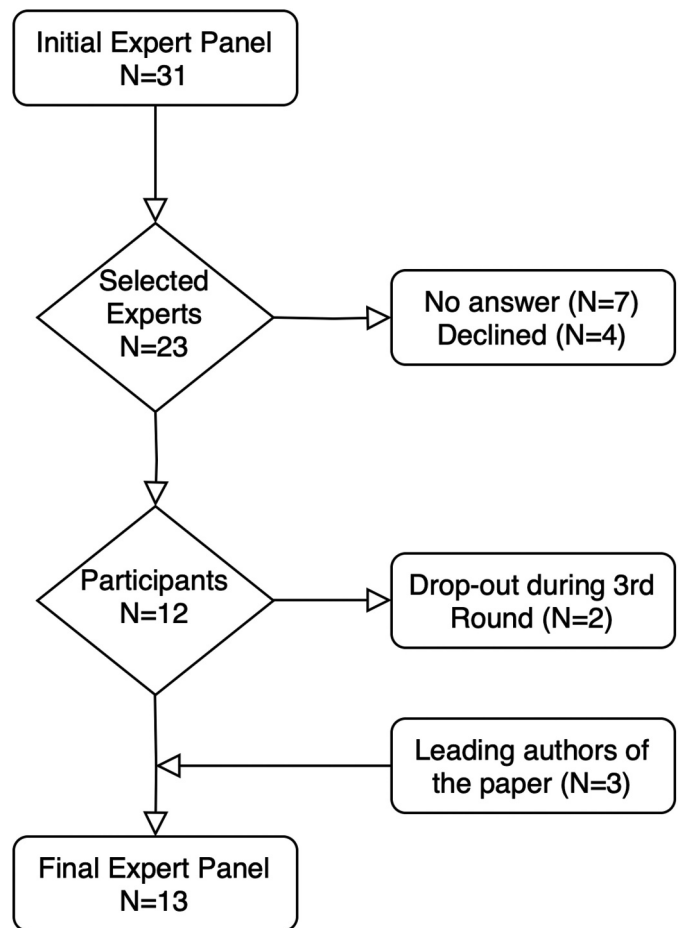 Initial Expert Panel
N=31
Selected
Experts
N=23
No answer (N=7)
Declined (N=4)
Participants
N=12
Drop-out during 3rd
Round (N=2)
Leading authors of
the paper (N=3)
Final Expert Panel
N=13